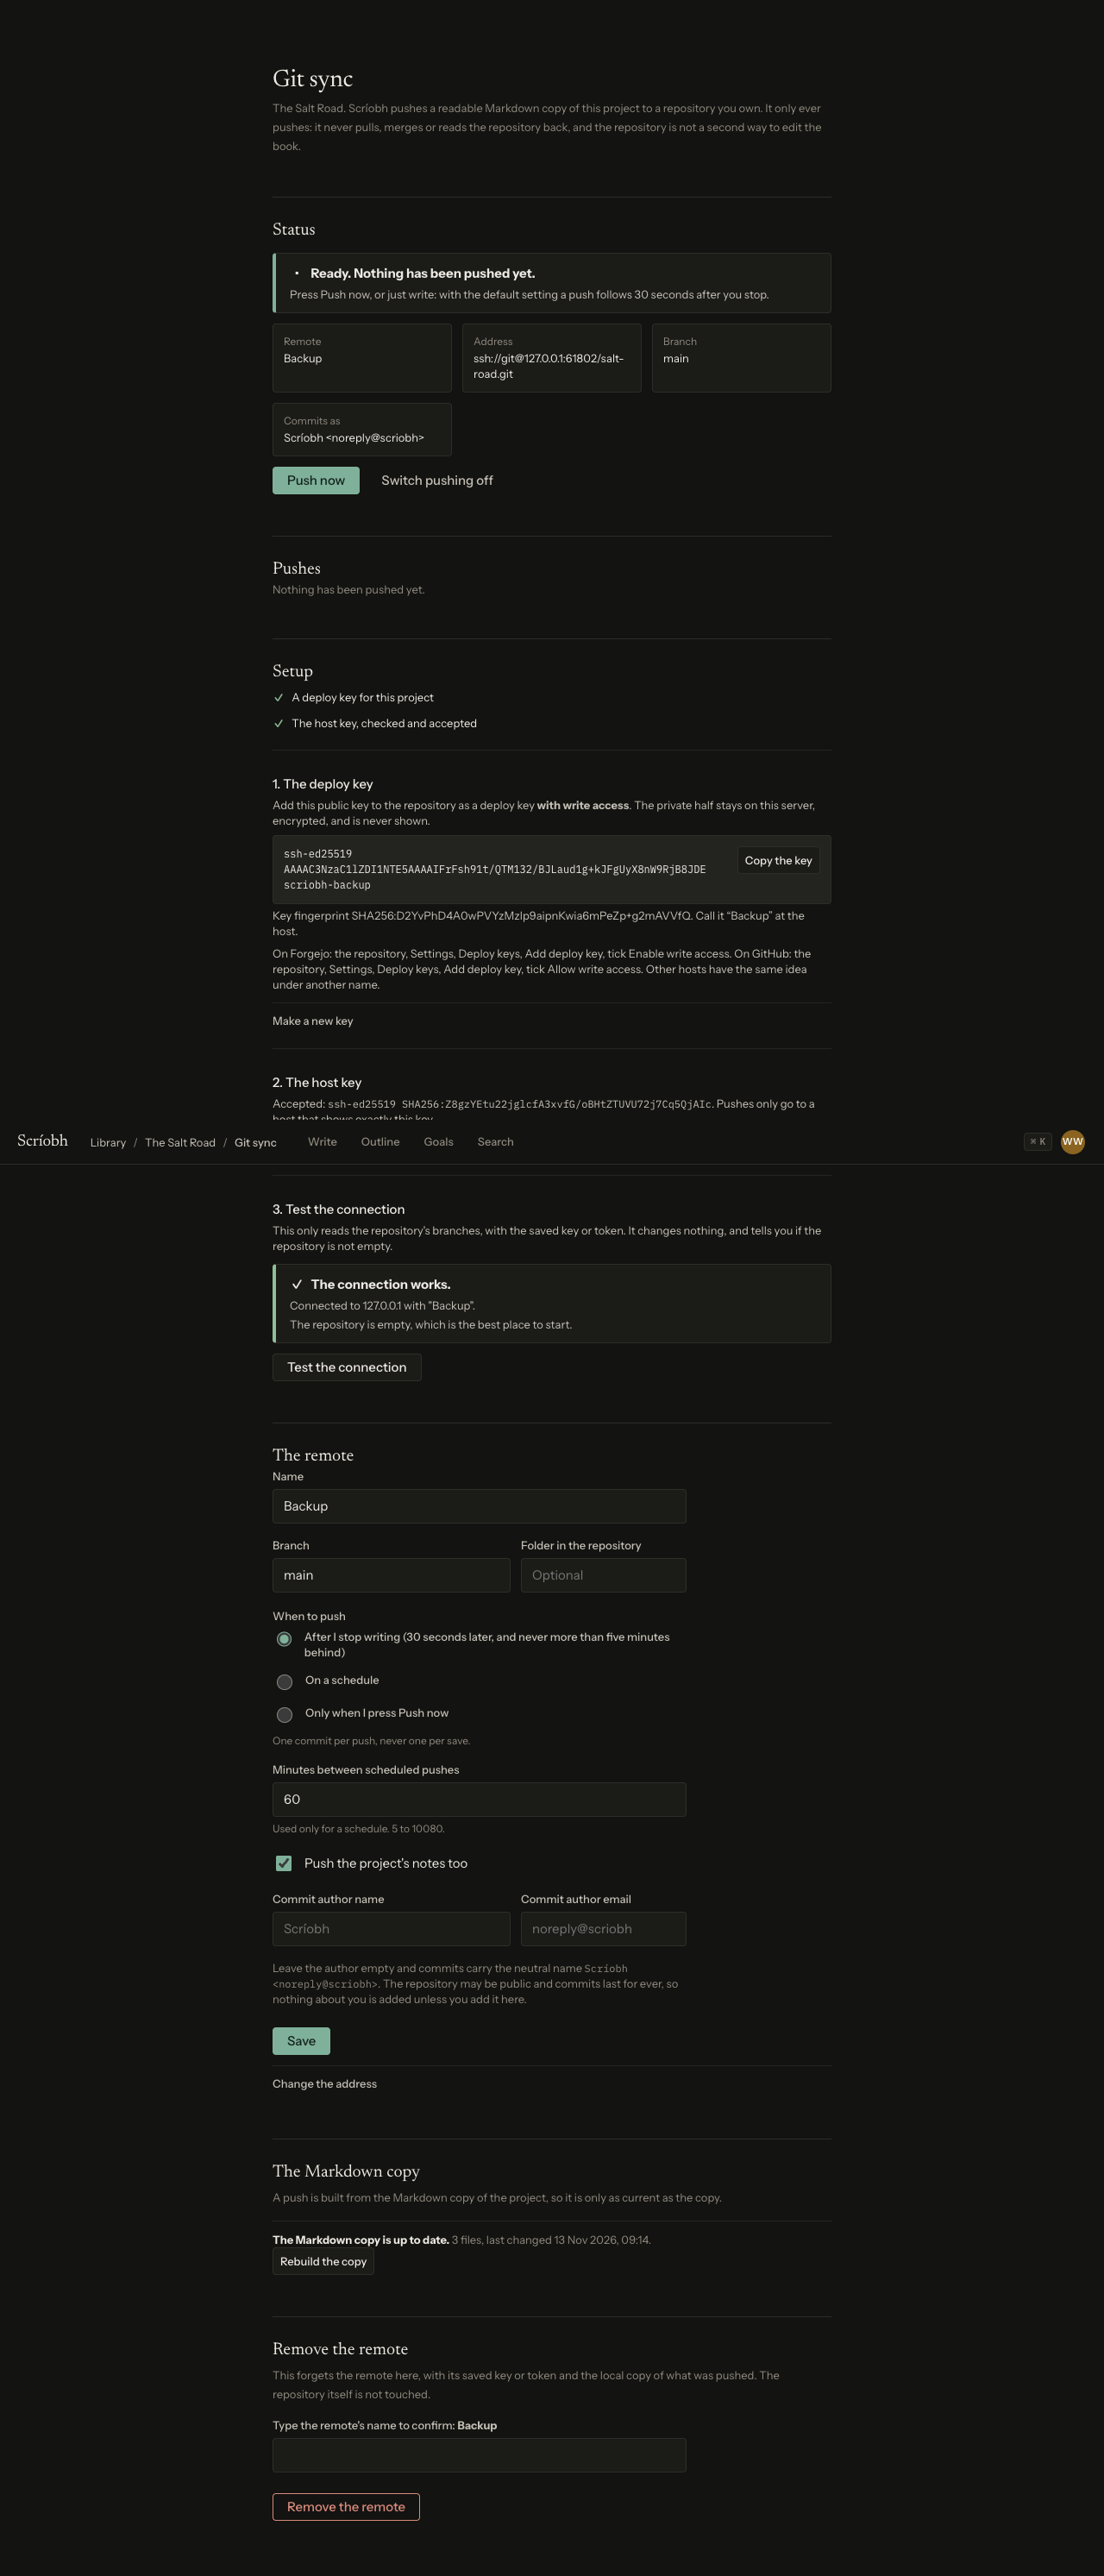 Git sync
The Salt Road. Scríobh pushes a readable Markdown copy of this project to a repository you own. It only ever
pushes: it never pulls, merges or reads the repository back, and the repository is not a second way to edit the
book.
Status
Ready. Nothing has been pushed yet.
Press Push now, or just write: with the default setting a push follows 30 seconds after you stop.
Remote
Backup
Address
ssh://git@127.0.0.1:61802/salt-
road.git
Branch
main
Commits as
Scríobh <noreply@scriobh>
Push now
Switch pushing off
Pushes
Nothing has been pushed yet.
Setup
✓ A deploy key for this project
✓ The host key, checked and accepted
1. The deploy key
Add this public key to the repository as a deploy key with write access. The private half stays on this server,
encrypted, and is never shown.
ssh-ed25519
AAAAC3NzaC1lZDI1NTE5AAAAIFrFsh91t/QTM132/BJLaud1g+kJFgUyX8nW9RjB8JDE
scriobh-backup
Copy the key
Key fingerprint SHA256:D2YvPhD4A0wPVYzMzlp9aipnKwia6mPeZp+g2mAVVfQ. Call it “Backup” at the
host.
On Forgejo: the repository, Settings, Deploy keys, Add deploy key, tick Enable write access. On GitHub: the
repository, Settings, Deploy keys, Add deploy key, tick Allow write access. Other hosts have the same idea
under another name.
Make a new key
2. The host key
Accepted: ssh-ed25519 SHA256:Z8gzYEtu22jglcfA3xvfG/oBHtZTUVU72j7Cq5QjAIc. Pushes only go to a
host that shows exactly this key.
Scríobh
Library / The Salt Road / Git sync
Write
Outline
Goals
Search
⌘ K
WW
3. Test the connection
This only reads the repository's branches, with the saved key or token. It changes nothing, and tells you if the
repository is not empty.
✓ The connection works.
Connected to 127.0.0.1 with "Backup".
The repository is empty, which is the best place to start.
Test the connection
The remote
Name
Backup
Branch
main
Folder in the repository
Optional
When to push
After I stop writing (30 seconds later, and never more than five minutes
behind)
On a schedule
Only when I press Push now
One commit per push, never one per save.
Minutes between scheduled pushes
60
Used only for a schedule. 5 to 10080.
Push the project's notes too
Commit author name
Scríobh
Commit author email
noreply@scriobh
Leave the author empty and commits carry the neutral name Scríobh
<noreply@scriobh>. The repository may be public and commits last for ever, so
nothing about you is added unless you add it here.
Save
Change the address
The Markdown copy
A push is built from the Markdown copy of the project, so it is only as current as the copy.
The Markdown copy is up to date. 3 files, last changed 13 Nov 2026, 09:14.
Rebuild the copy
Remove the remote
This forgets the remote here, with its saved key or token and the local copy of what was pushed. The
repository itself is not touched.
Type the remote's name to confirm: Backup
Remove the remote